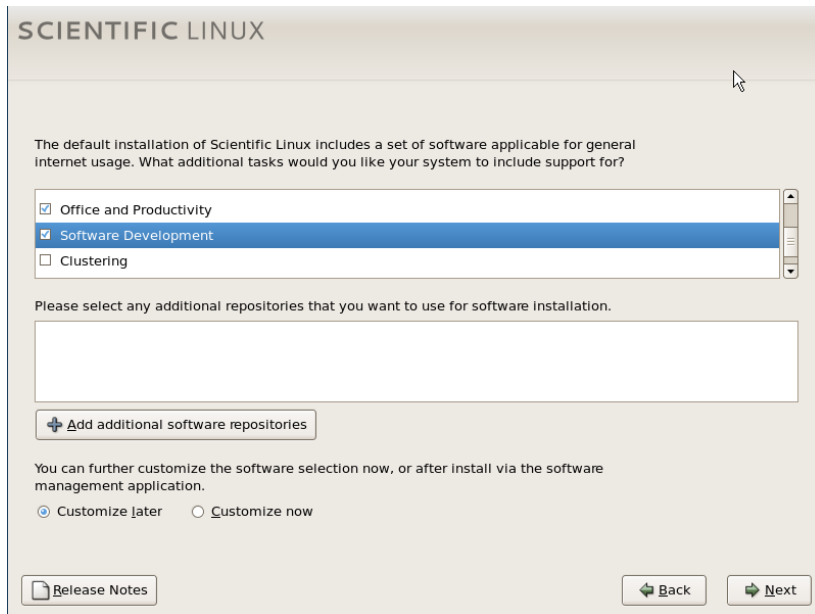 SCIENTIFIC LINUX
The default installation of Scientific Linux includes a set of software applicable for general
internet usage. What additional tasks would you like your system to include support for?
Office and Productivity
Software Development
Clustering
Please select any additional repositories that you want to use for software installation.
Add additional software repositories
You can further customize the software selection now, or after install via the software
management application.
Customize later Customize now
Release Notes Back Next